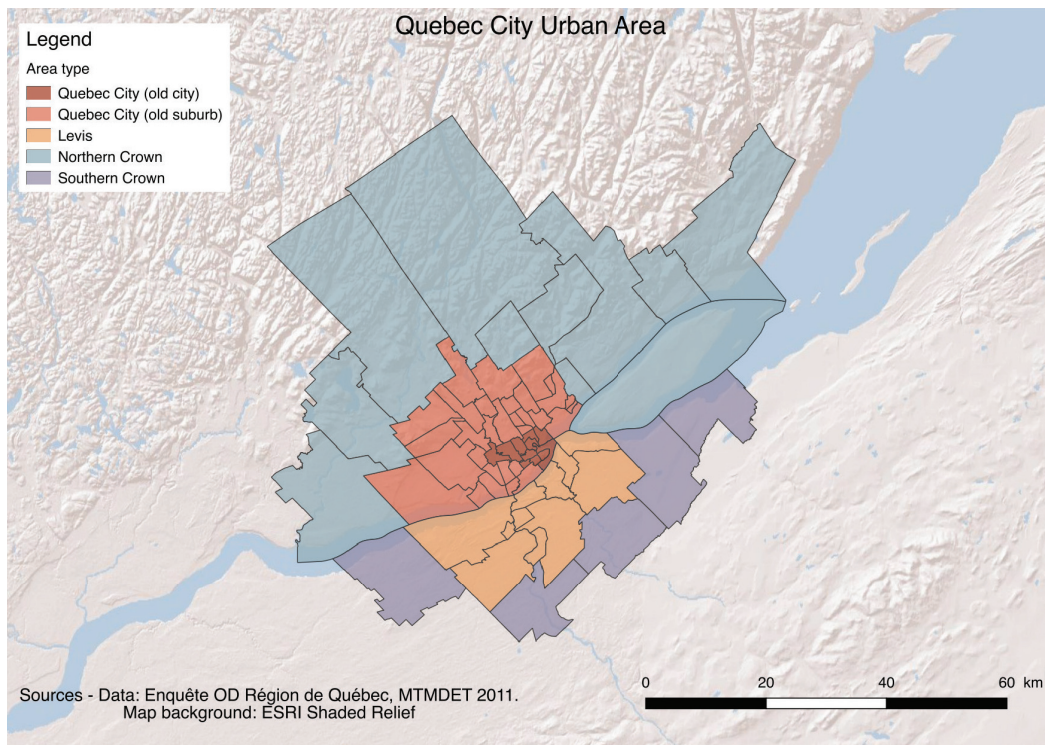 Quebec City Urban Area
Legend
Area type
Quebec City (old city)
Quebec City (old suburb)
Levis
Northern Crown
Southern Crown
Sources - Data: Enquête OD Région de Québec, MTMDET 2011.
Map background: ESRI Shaded Relief
0 20 40 60 km